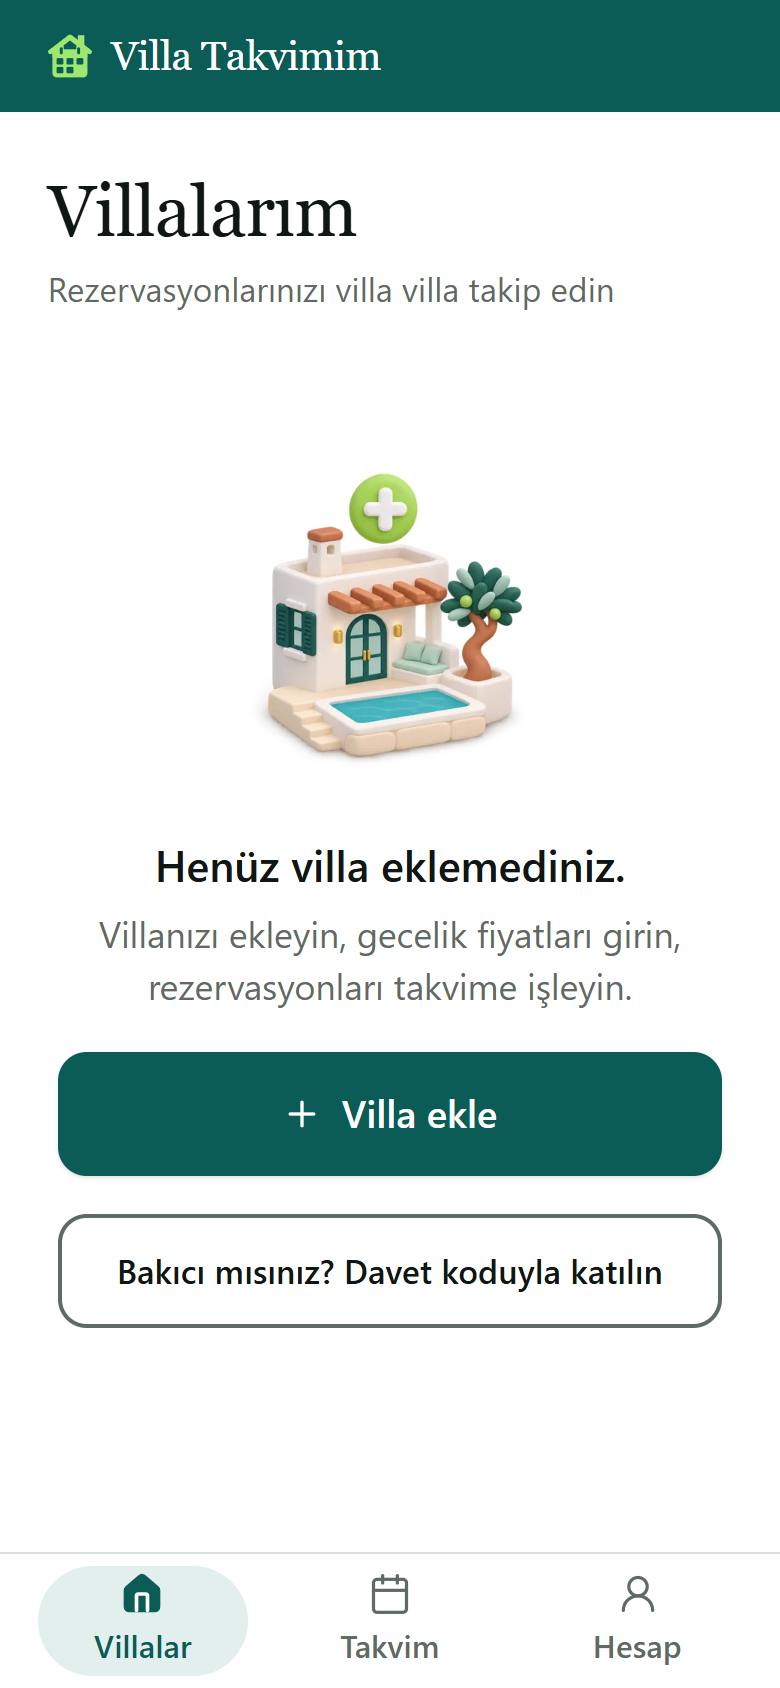 Villa Takvimim
Villalarım
Rezervasyonlarınızı villa villa takip edin
Henüz villa eklemediniz.
Villanızı ekleyin, gecelik fiyatları girin,
rezervasyonları takvime işleyin.
+ Villa ekle
Bakıcı mısınız? Davet koduyla katılın
Villalar
Takvim
Hesap